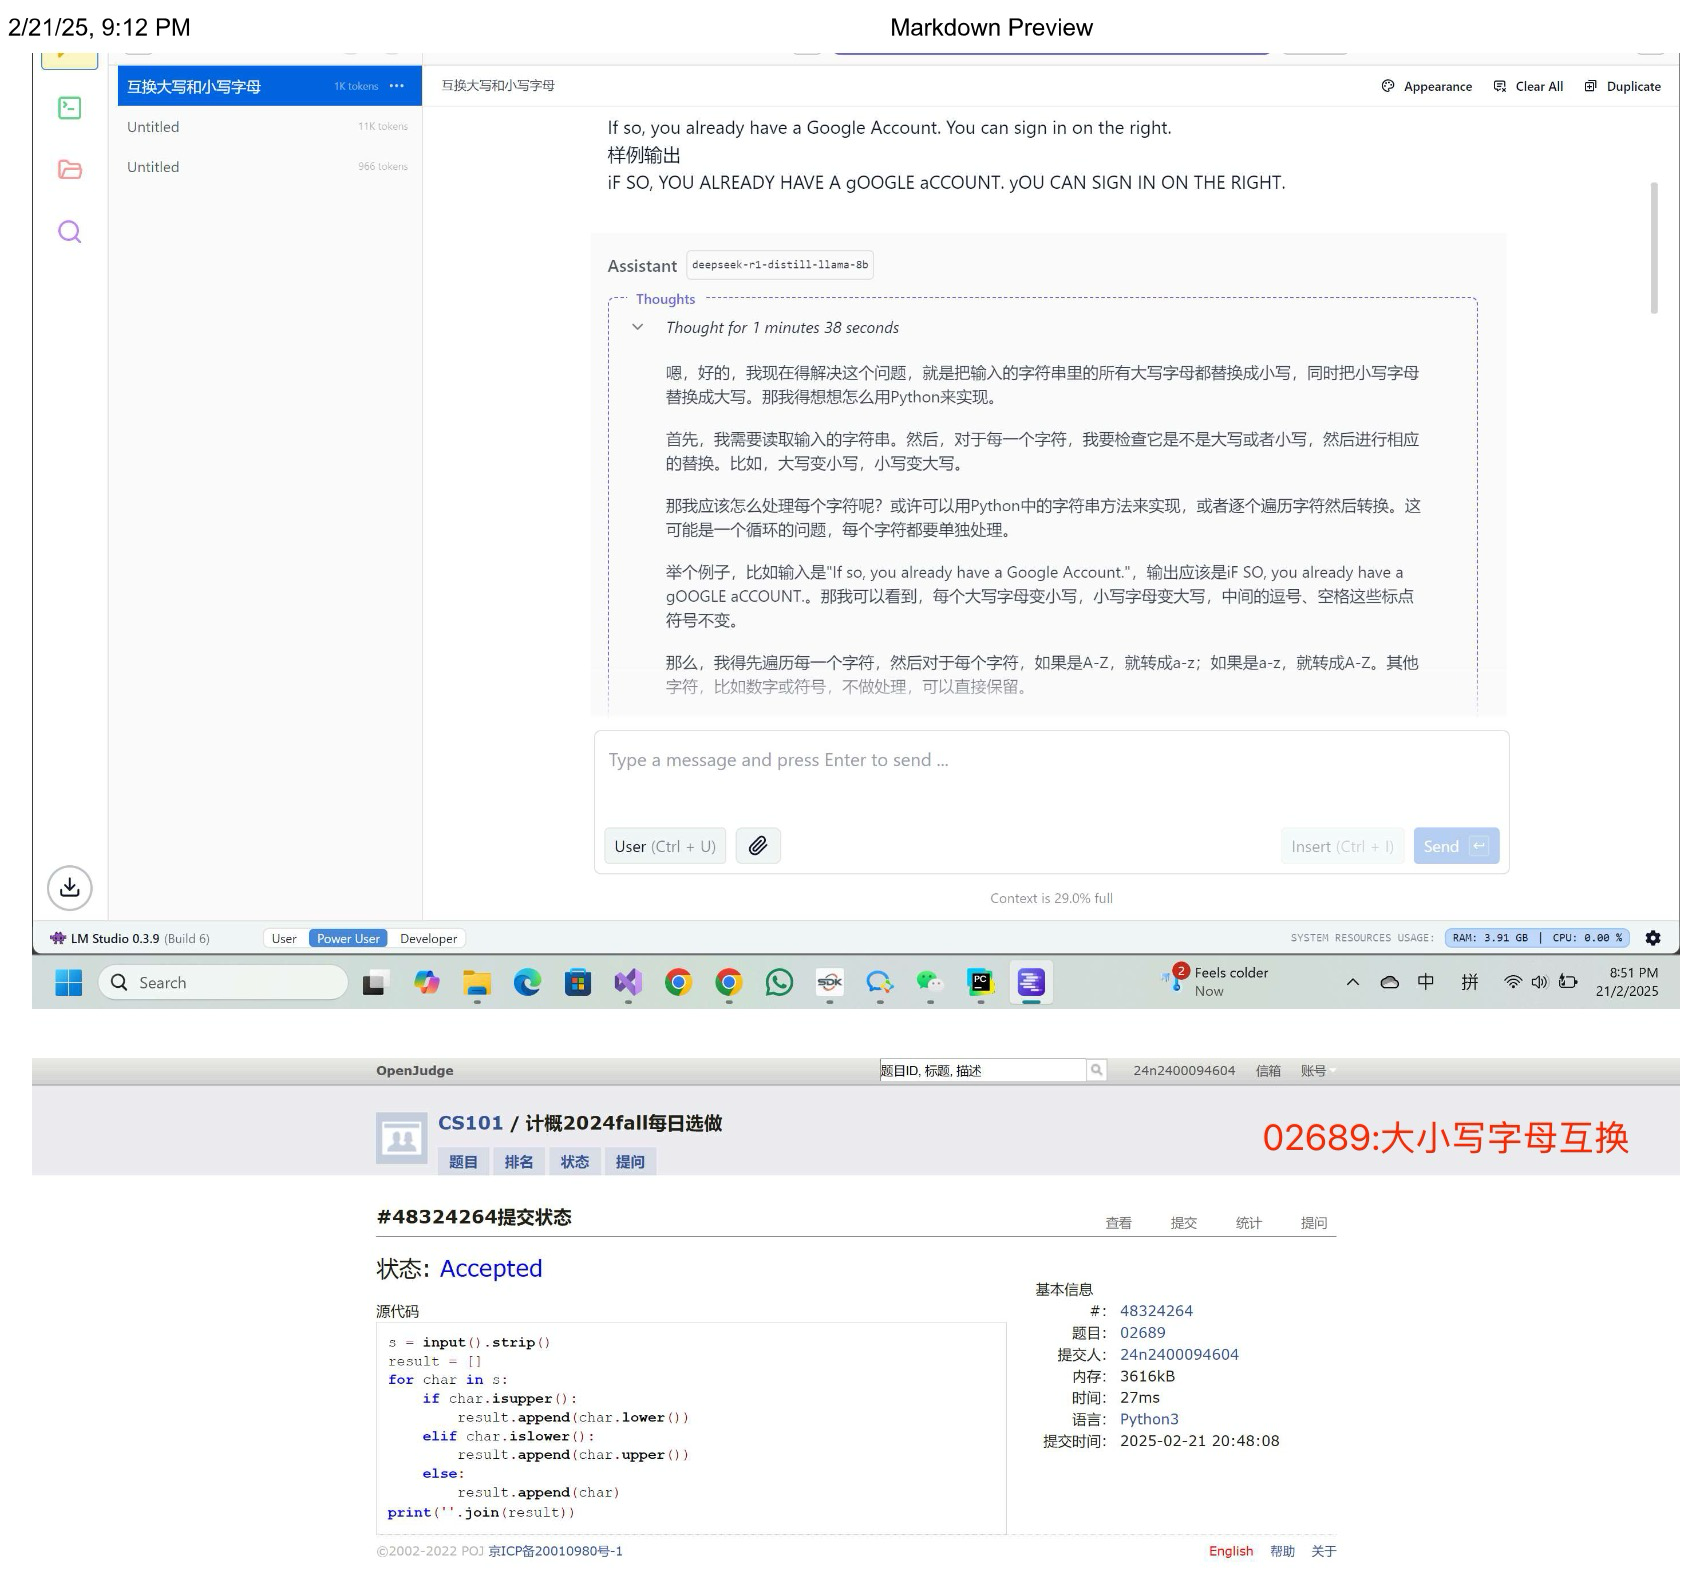 2/21/25, 9:12 PM
Markdown Preview
互换大写和小写字母 1K tokens ···
互换大写和小写字母
Appearance Clear All Duplicate
Untitled 11K tokens
Untitled 966 tokens
If so, you already have a Google Account. You can sign in on the right.
样例输出
iF SO, YOU ALREADY HAVE A gOOGLE aCCOUNT. yOU CAN SIGN IN ON THE RIGHT.
Assistant deepseek-r1-distill-llama-8b
Thoughts
Thought for 1 minutes 38 seconds
嗯，好的，我现在得解决这个问题，就是把输入的字符串里的所有大写字母都替换成小写，同时把小写字母
替换成大写。那我得想想怎么用Python来实现。
首先，我需要读取输入的字符串。然后，对于每一个字符，我要检查它是不是大写或者小写，然后进行相应
的替换。比如，大写变小写，小写变大写。
那我应该怎么处理每个字符呢？或许可以用Python中的字符串方法来实现，或者逐个遍历字符然后转换。这
可能是一个循环的问题，每个字符都要单独处理。
举个例子，比如输入是"If so, you already have a Google Account."，输出应该是iF SO, you already have a
gOOGLE aCCOUNT.。那我可以看到，每个大写字母变小写，小写字母变大写，中间的逗号、空格这些标点
符号不变。
那么，我得先遍历每一个字符，然后对于每个字符，如果是A-Z，就转成a-z；如果是a-z，就转成A-Z。其他
字符，比如数字或符号，不做处理，可以直接保留。
Type a message and press Enter to send ...
User (Ctrl + U)
Insert (Ctrl + I) Send
Context is 29.0% full
LM Studio 0.3.9 (Build 6)
User Power User Developer
SYSTEM RESOURCES USAGE: RAM: 3.91 GB | CPU: 0.00 %
Search
SDK
PC
2
Feels colder
Now
中 拼
8:51 PM
21/2/2025
OpenJudge
题目ID, 标题, 描述
24n2400094604 信箱 账号
CS101 / 计概2024fall每日选做
02689:大小写字母互换
题目 排名 状态 提问
#48324264提交状态
查看 提交 统计 提问
状态: Accepted
源代码
s = input().strip()
result = []
for char in s:
    if char.isupper():
        result.append(char.lower())
    elif char.islower():
        result.append(char.upper())
    else:
        result.append(char)
print(''.join(result))
基本信息
#: 48324264
题目: 02689
提交人: 24n2400094604
内存: 3616kB
时间: 27ms
语言: Python3
提交时间: 2025-02-21 20:48:08
©2002-2022 POJ 京ICP备20010980号-1
English 帮助 关于